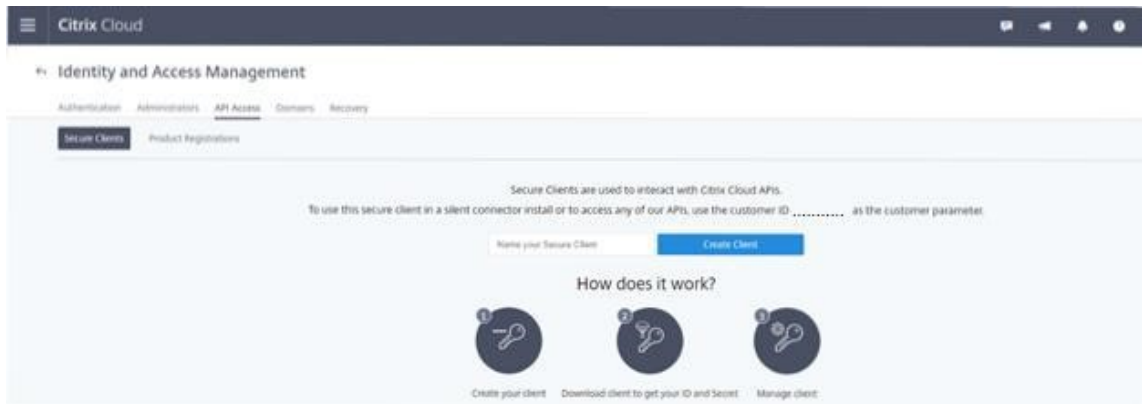 Citrix Cloud
Identity and Access Management
Authentication Administrators API Access Domains Recovery
Secure Clients Product Registrations
Secure Clients are used to interact with Citrix Cloud APIs.
To use this secure client in a silent connector install or to access any of our APIs, use the customer ID ............ as the customer parameter.
Name your Secure Client Create Client
How does it work?
1 2 3
Create your client Download client to get your ID and Secret Manage client